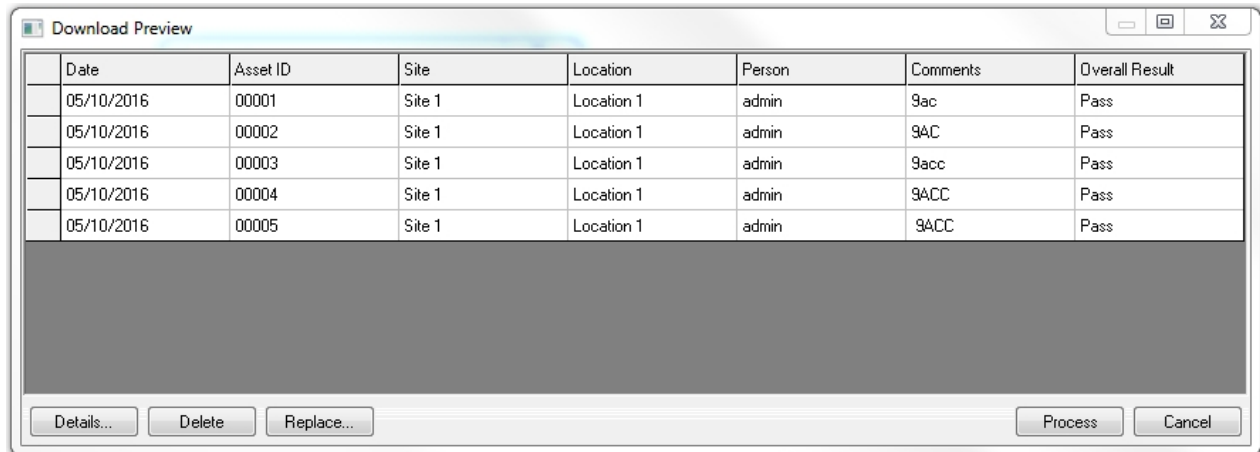 Download Preview
Date Asset ID Site Location Person Comments Overall Result
05/10/2016 00001 Site 1 Location 1 admin 9ac Pass
05/10/2016 00002 Site 1 Location 1 admin 9AC Pass
05/10/2016 00003 Site 1 Location 1 admin 9acc Pass
05/10/2016 00004 Site 1 Location 1 admin 9ACC Pass
05/10/2016 00005 Site 1 Location 1 admin 9ACC Pass
Details... Delete Replace... Process Cancel